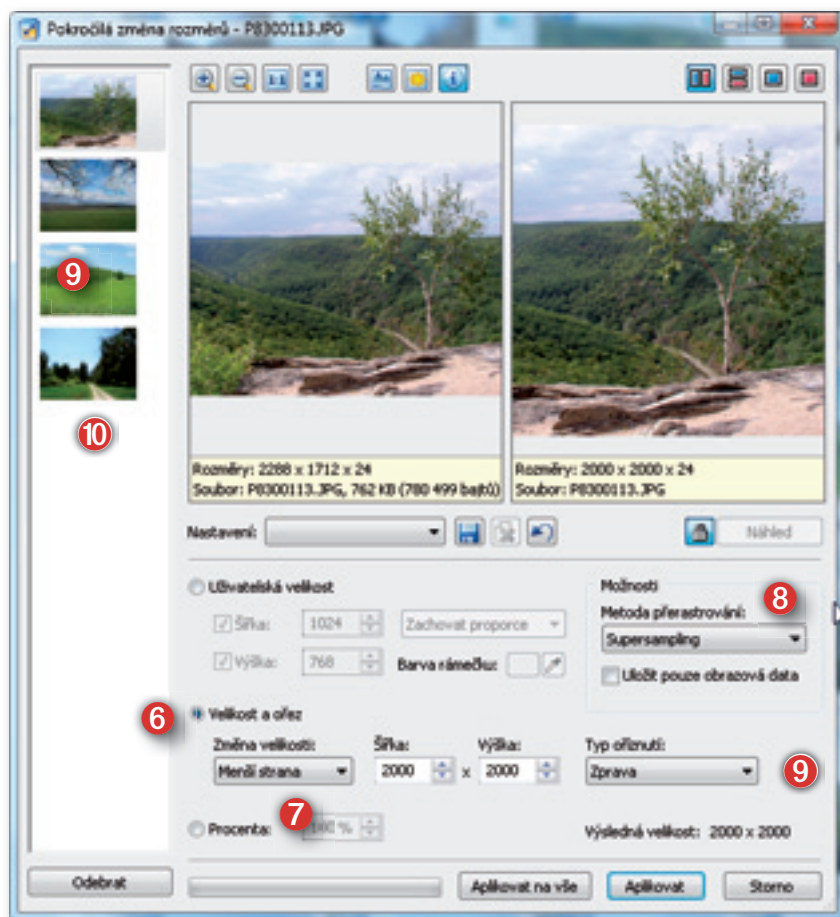 Pokročilá změna rozměrů - P8300113.JPG
1:1
9
10
Rozměry: 2288 x 1712 x 24
Soubor: P8300113.JPG, 762 KB (780 499 bajtů)
Rozměry: 2000 x 2000 x 24
Soubor: P8300113.JPG
Nastavení:
Náhled
Uživatelská velikost
Šířka: 1024 Zachovat proporce
Výška: 768 Barva rámečku:
Možnosti
8
Metoda přerastrování:
Supersampling
Uložit pouze obrazová data
6
Velikost a ořez
Změna velikosti: Šířka: Výška: Typ oříznutí:
Menší strana 2000 x 2000 Zprava 9
Procenta: 7 100 %
Výsledná velikost: 2000 x 2000
Odebrat
Aplikovat na vše
Aplikovat
Storno